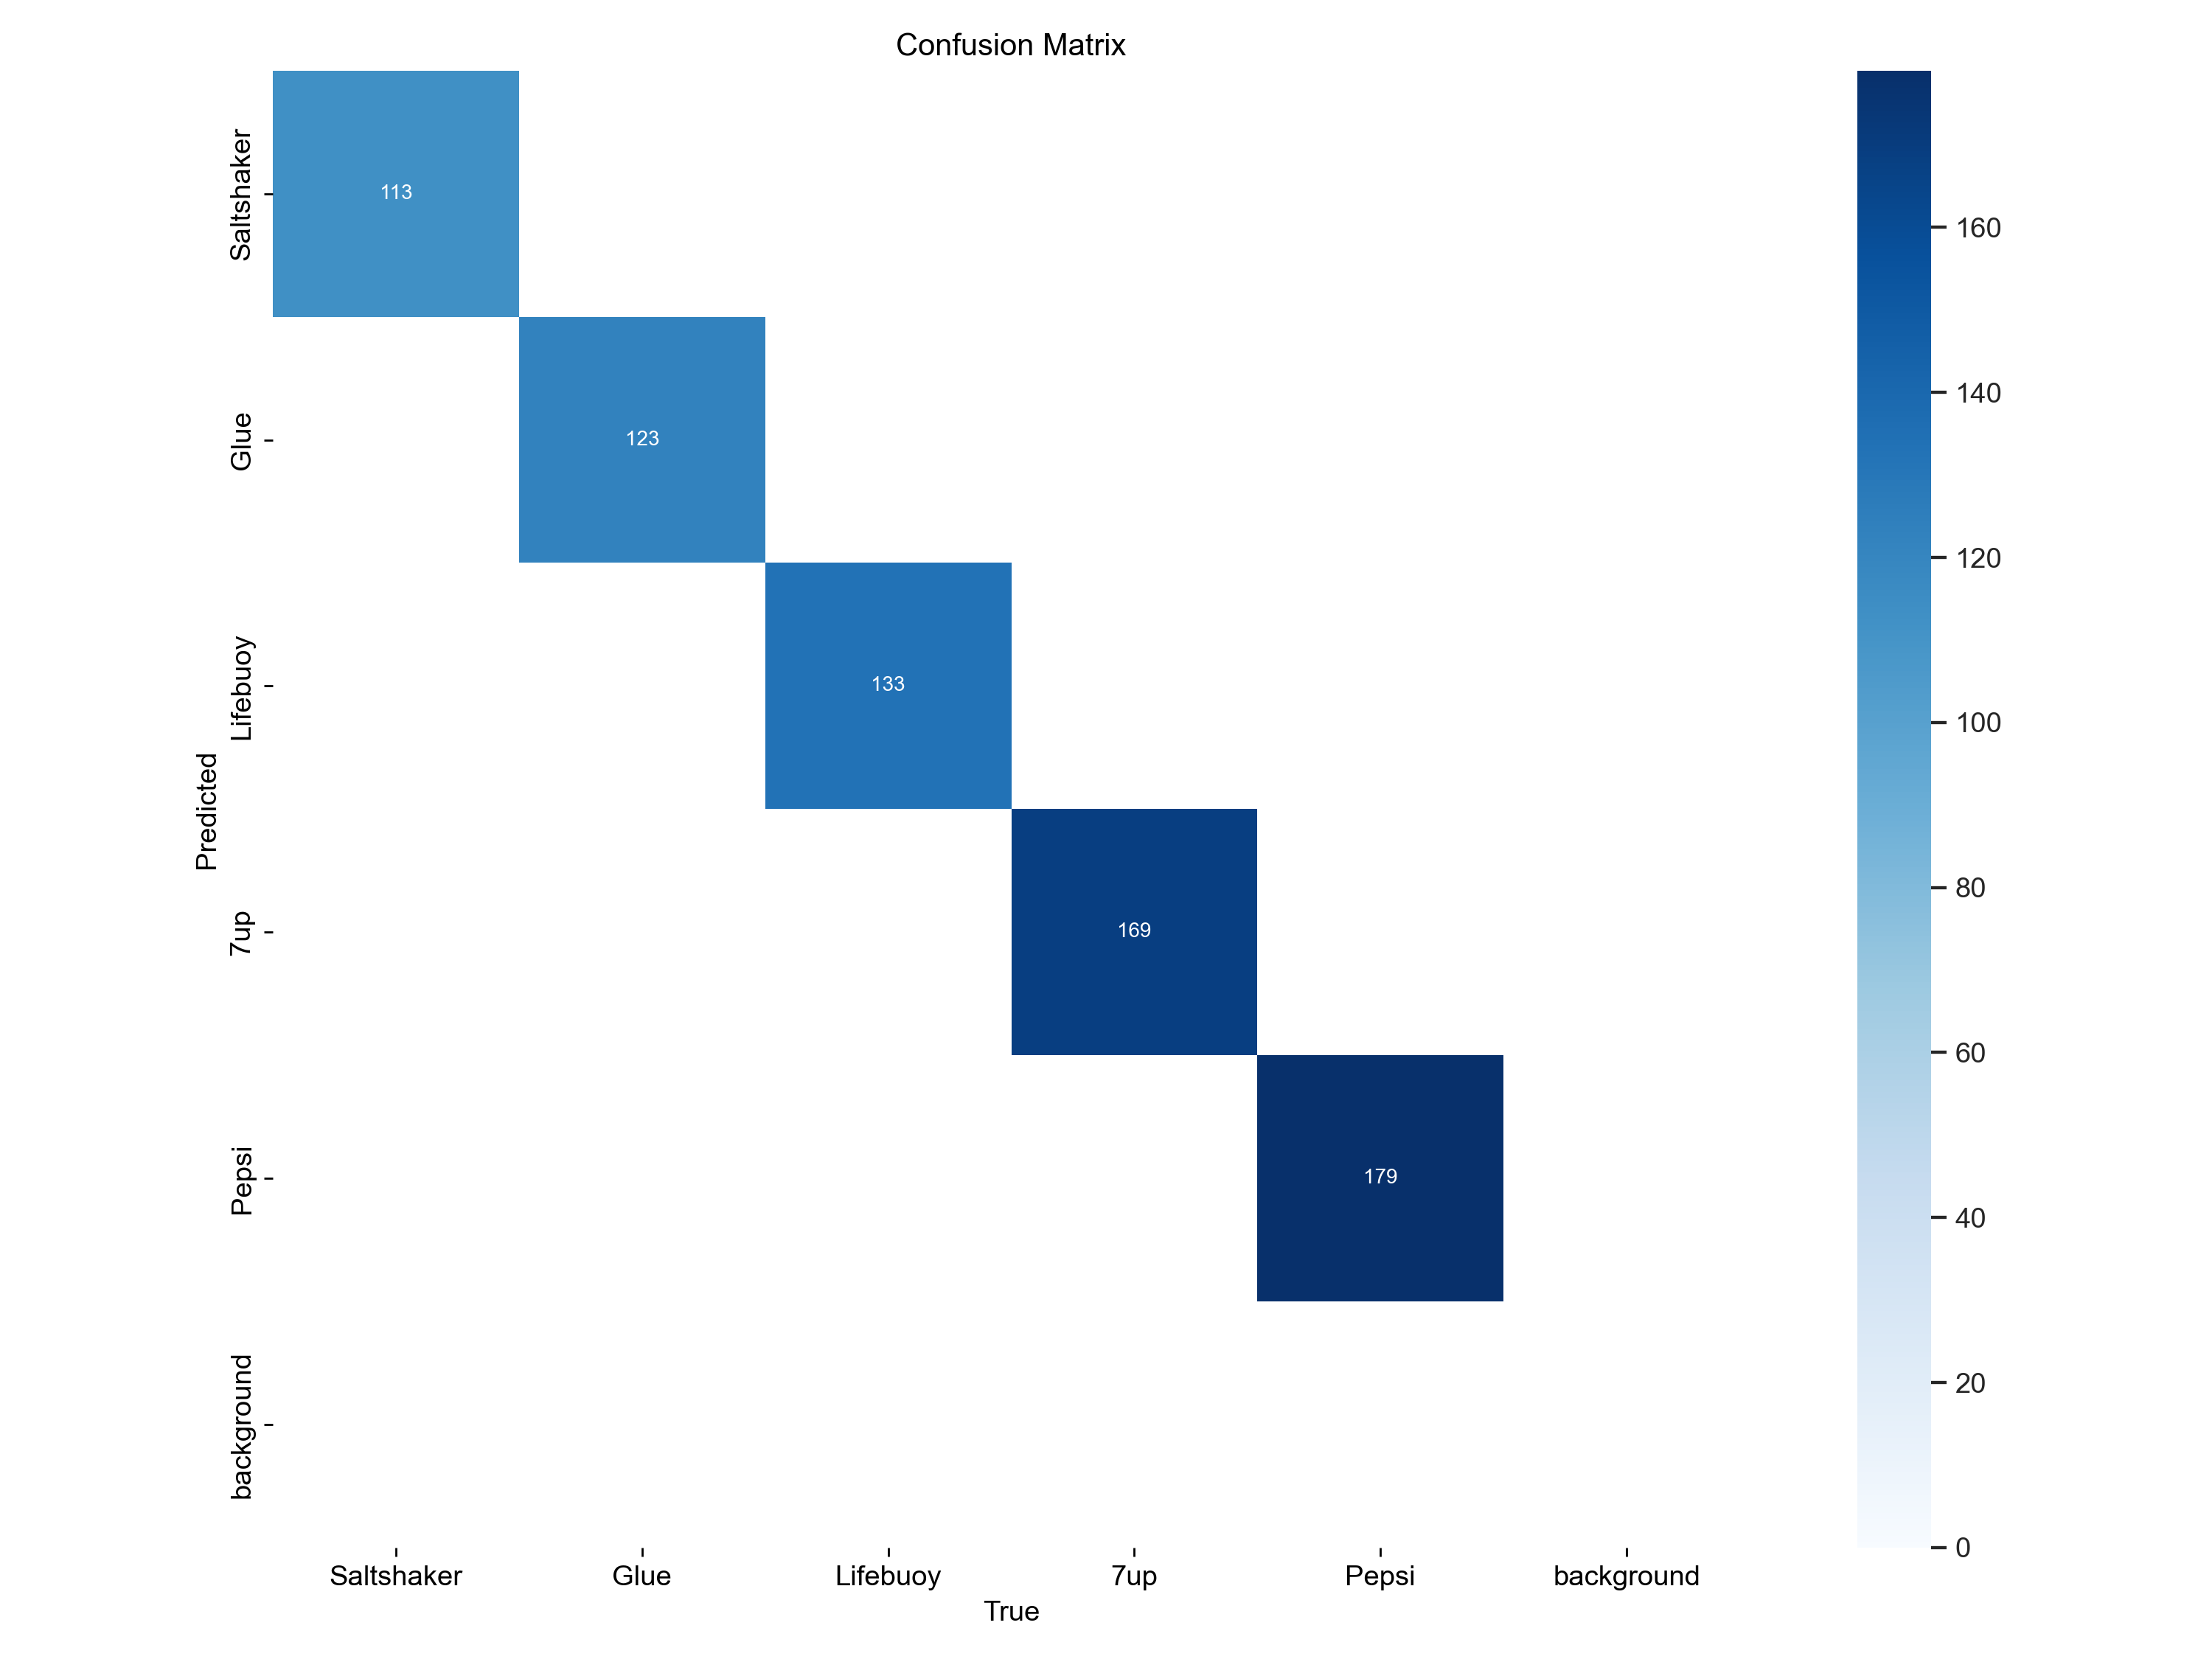 Confusion Matrix
Saltshaker
113
Glue
123
Lifebuoy
133
7up
169
Pepsi
179
background
Predicted
Saltshaker Glue Lifebuoy 7up Pepsi background
True
160
140
120
100
80
60
40
20
0